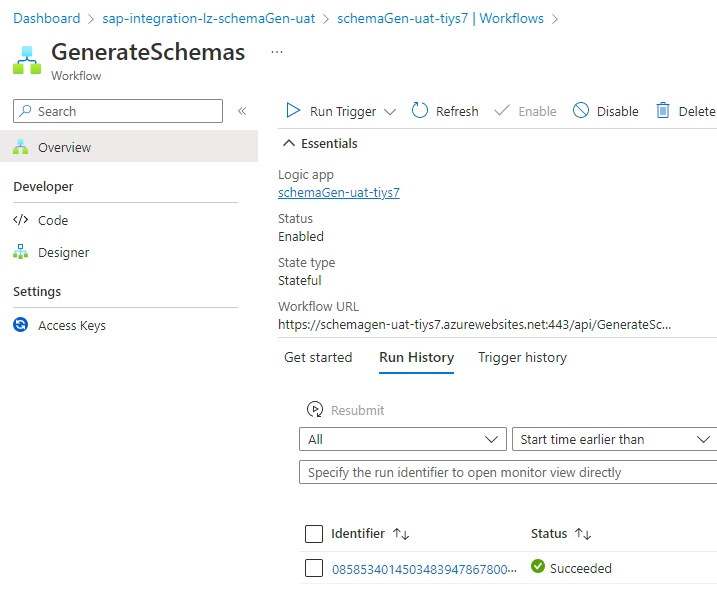 Dashboard > sap-integration-lz-schemaGen-uat > schemaGen-uat-tiys7 | Workflows >
GenerateSchemas ...
Workflow
Search «
Run Trigger Refresh Enable Disable Delete
Overview
Developer
Code
Designer
Settings
Access Keys
Essentials
Logic app
schemaGen-uat-tiys7
Status
Enabled
State type
Stateful
Workflow URL
https://schemagen-uat-tiys7.azurewebsites.net:443/api/GenerateSc...
Get started Run History Trigger history
Resubmit
All Start time earlier than
Specify the run identifier to open monitor view directly
Identifier ↑↓ Status ↑↓
0858534014503483947867800... Succeeded